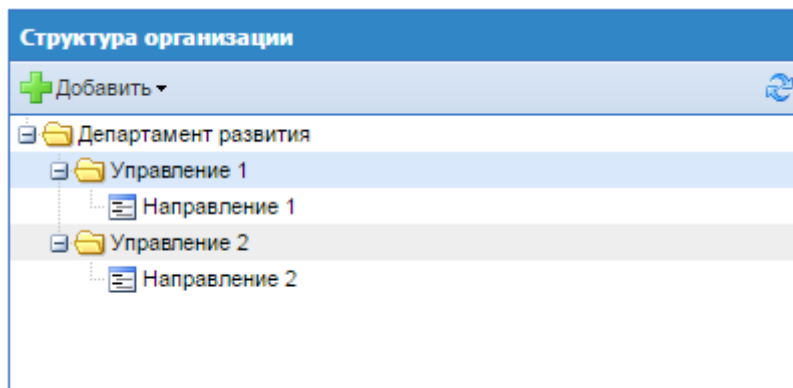 Структура организации
Добавить
Департамент развития
Управление 1
Направление 1
Управление 2
Направление 2